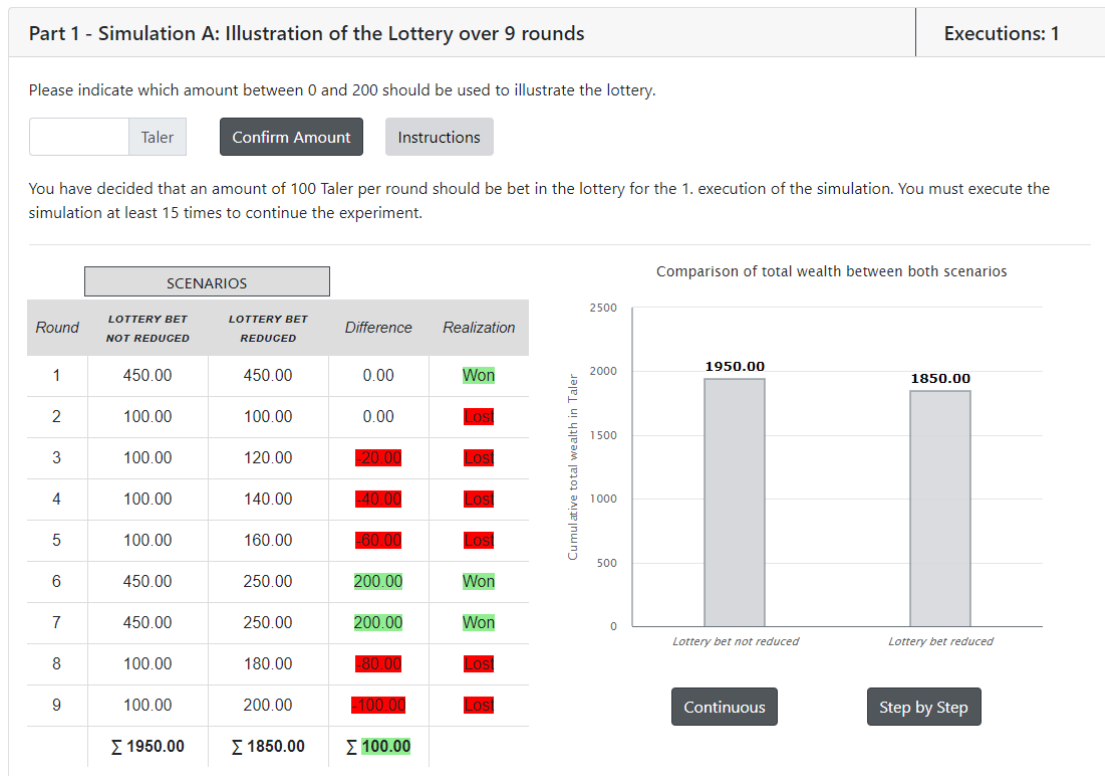 Part 1 - Simulation A: Illustration of the Lottery over 9 rounds
Executions: 1
Please indicate which amount between 0 and 200 should be used to illustrate the lottery.
Taler
Confirm Amount
Instructions
You have decided that an amount of 100 Taler per round should be bet in the lottery for the 1. execution of the simulation. You must execute the
simulation at least 15 times to continue the experiment.
SCENARIOS
Round LOTTERY BET NOT REDUCED LOTTERY BET REDUCED Difference Realization
1 450.00 450.00 0.00 Won
2 100.00 100.00 0.00 Lost
3 100.00 120.00 -20.00 Lost
4 100.00 140.00 -40.00 Lost
5 100.00 160.00 -60.00 Lost
6 450.00 250.00 200.00 Won
7 450.00 250.00 200.00 Won
8 100.00 180.00 -80.00 Lost
9 100.00 200.00 -100.00 Lost
∑ 1950.00 ∑ 1850.00 ∑ 100.00
Comparison of total wealth between both scenarios
Cumulative total wealth in Taler
2500
2000
1500
1000
500
0
1950.00
1850.00
Lottery bet not reduced
Lottery bet reduced
Continuous
Step by Step